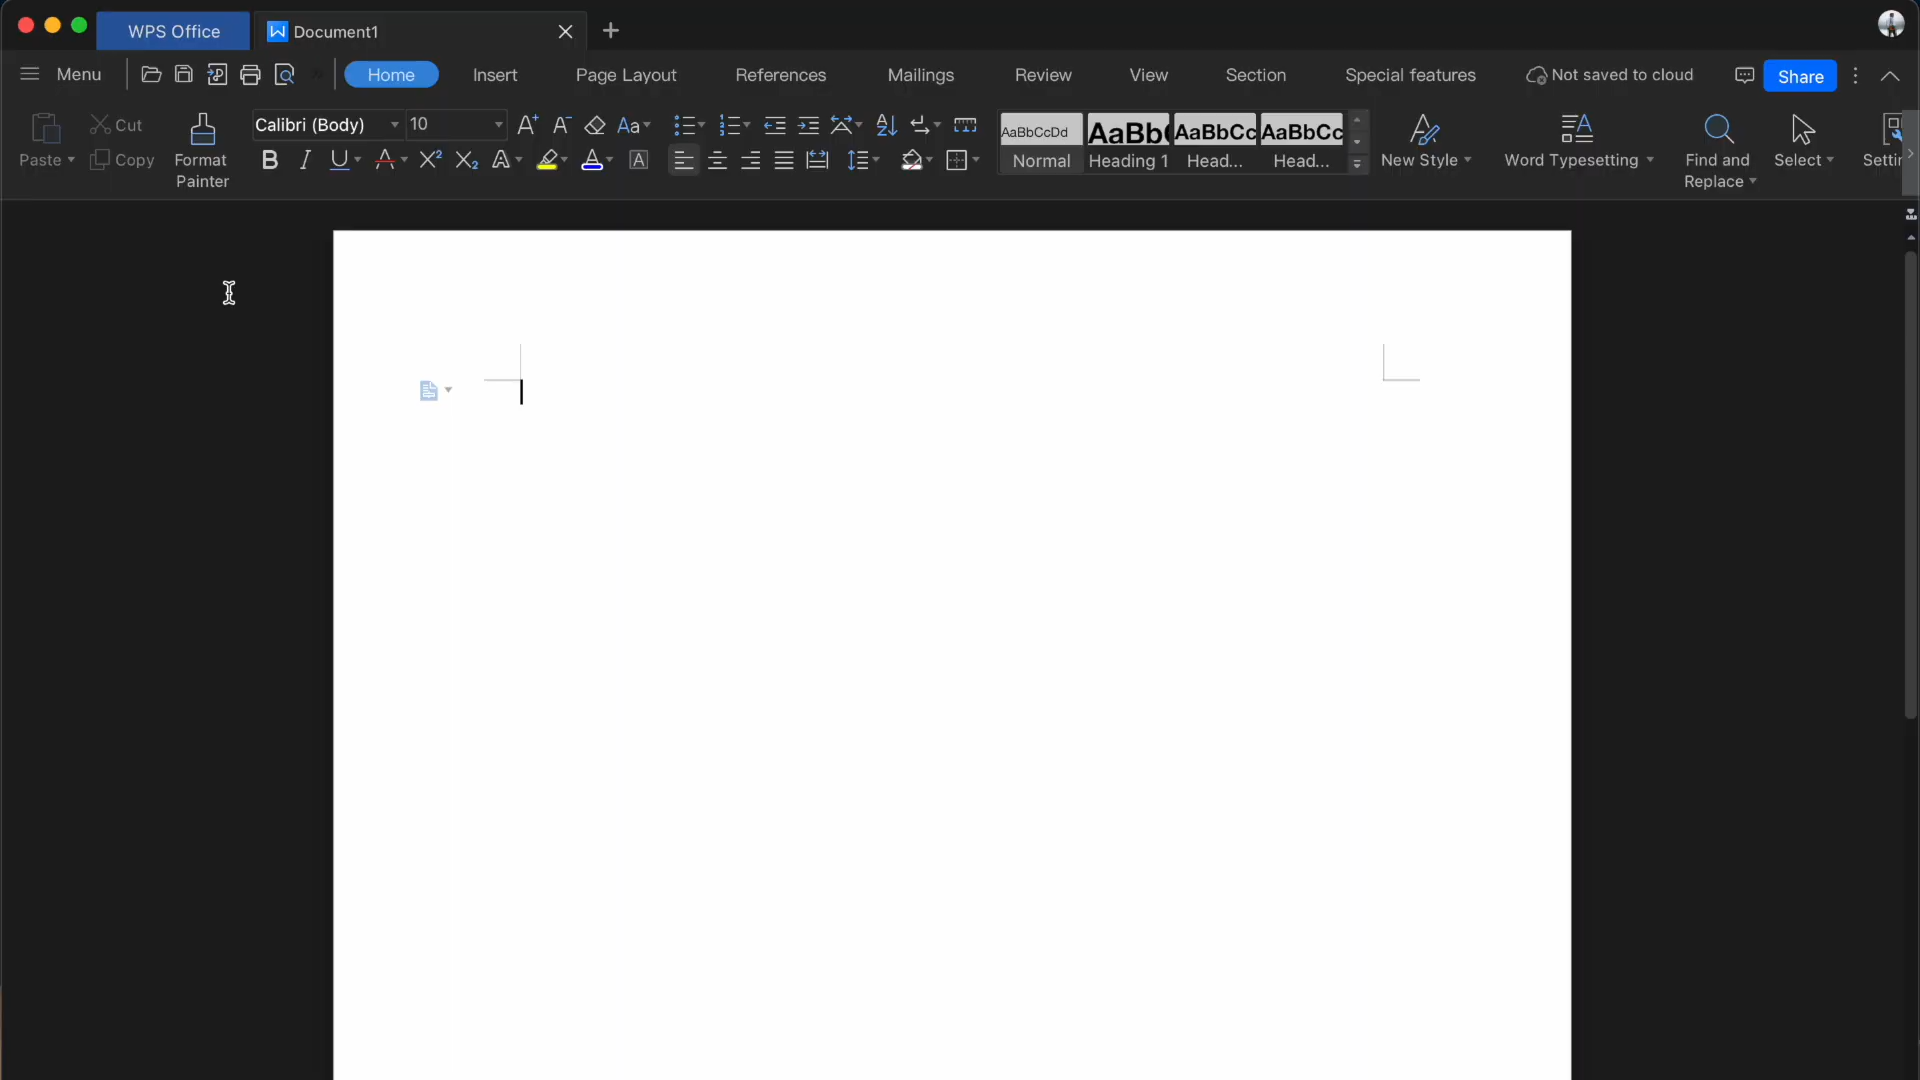 WPS Office
Document1
Menu
Home
Insert
Page Layout
References
Mailings
Review
View
Section
Special features
Not saved to cloud
Share
Paste
Cut
Copy
Format
Painter
Calibri (Body)
10
AaBbCcDd
Normal
AaBb(
Heading 1
AaBbCc
Head...
AaBbCc
Head...
New Style
Word Typesetting
Find and
Replace
Select
Settin